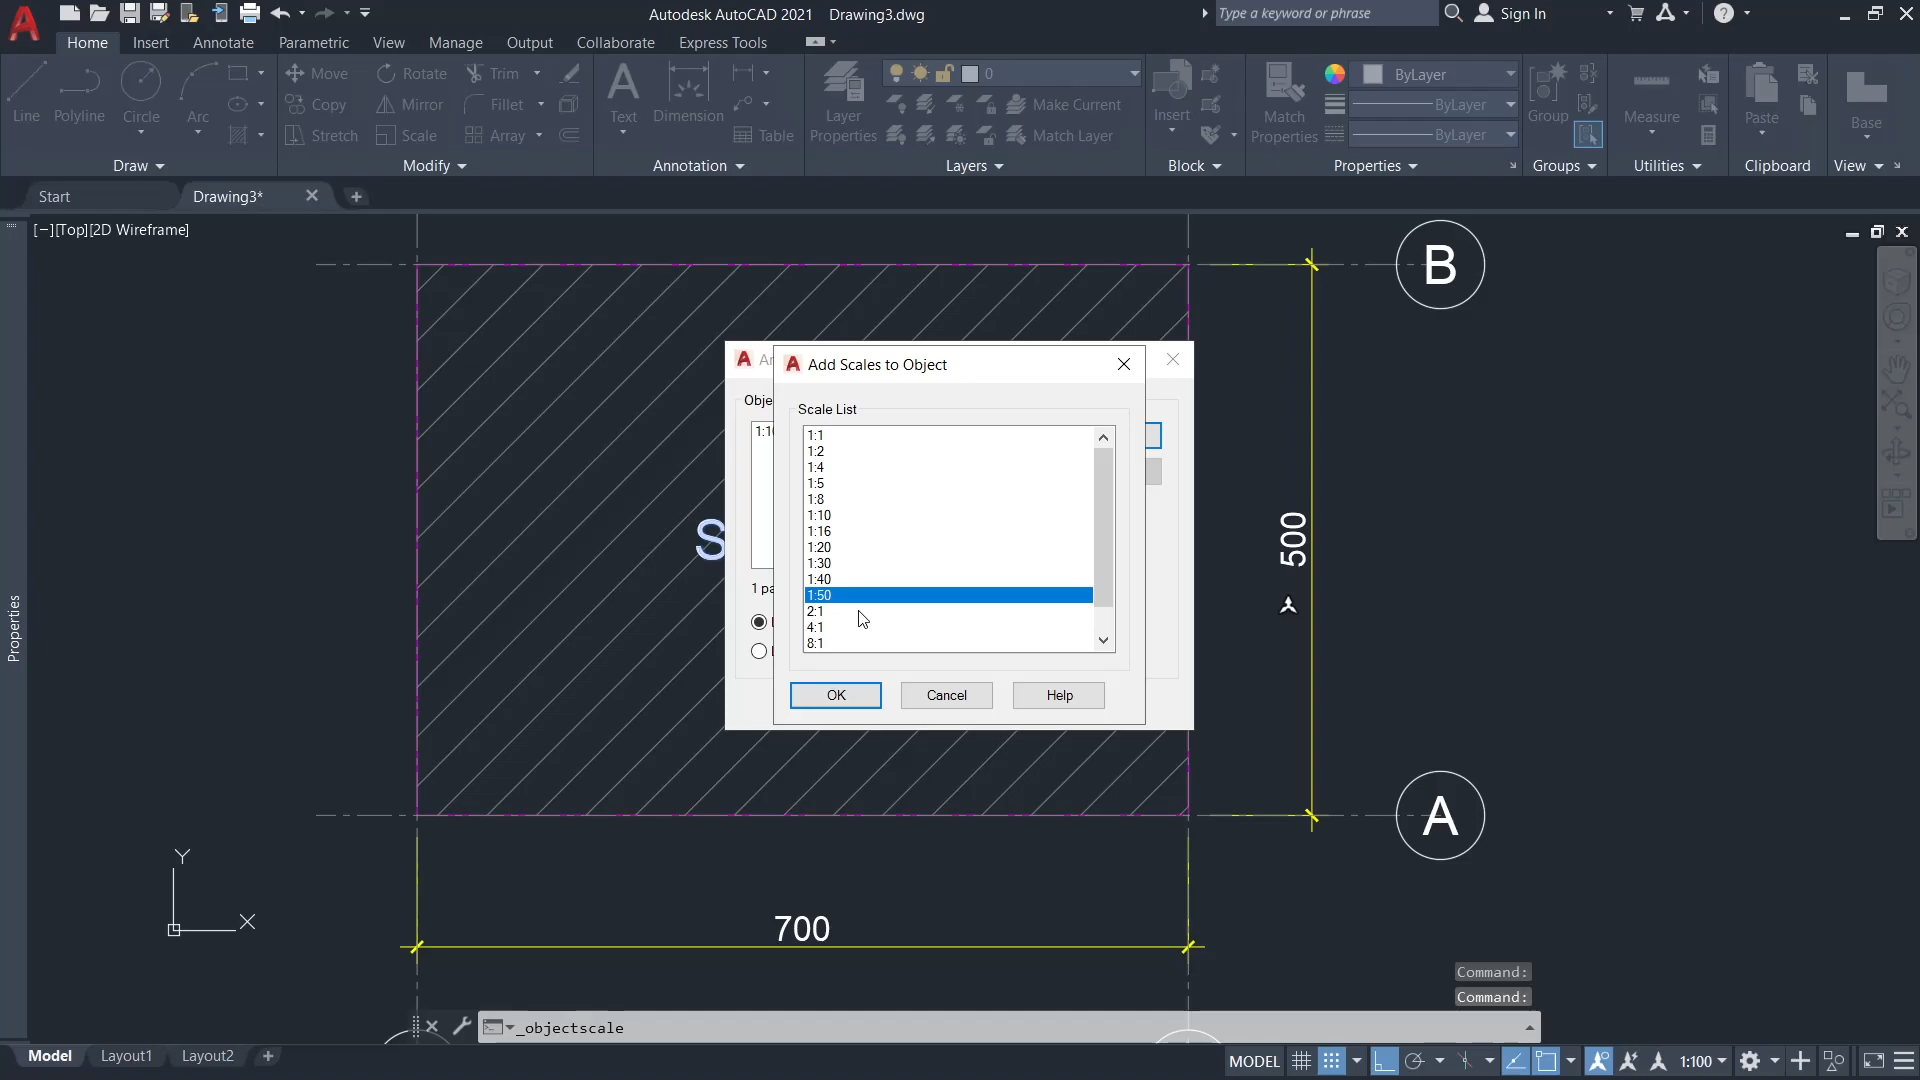 Autodesk AutoCAD 2021 Drawing3.dwg
Type a keyword or phrase
Sign In
Home Insert Annotate Parametric View Manage Output Collaborate Express Tools
Line Polyline Circle Arc
Move Rotate Trim
Copy Mirror Fillet
Stretch Scale Array
Text Dimension
Table
Layer
Properties
0
Make Current
Match Layer
Insert
Match
Properties
ByLayer
ByLayer
ByLayer
Group
Measure
Paste
Base
Draw Modify Annotation Layers Block Properties Groups Utilities Clipboard View
Start Drawing3*
[−][Top][2D Wireframe]
Properties
B
A
500
700
S
Obje
1:10
1 pa
Add Scales to Object
Scale List
1:1
1:2
1:4
1:5
1:8
1:10
1:16
1:20
1:30
1:40
1:50
2:1
4:1
8:1
OK Cancel Help
Y
X
Command:
Command:
_objectscale
Model Layout1 Layout2
MODEL 1:100